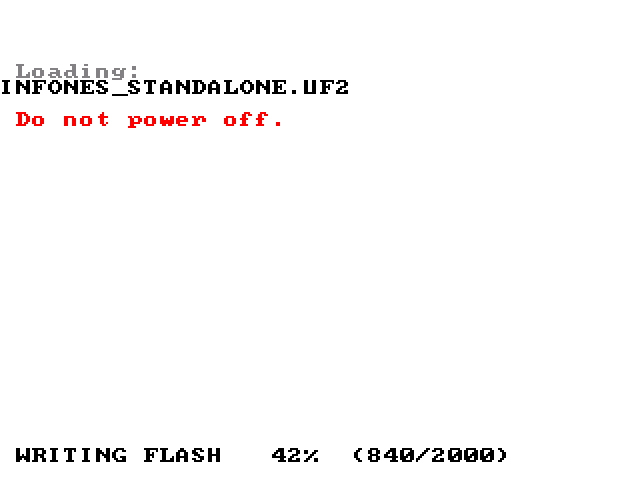 Loading:
INFONES_STANDALONE.UF2
Do not power off.
WRITING FLASH 42% (840/2000)